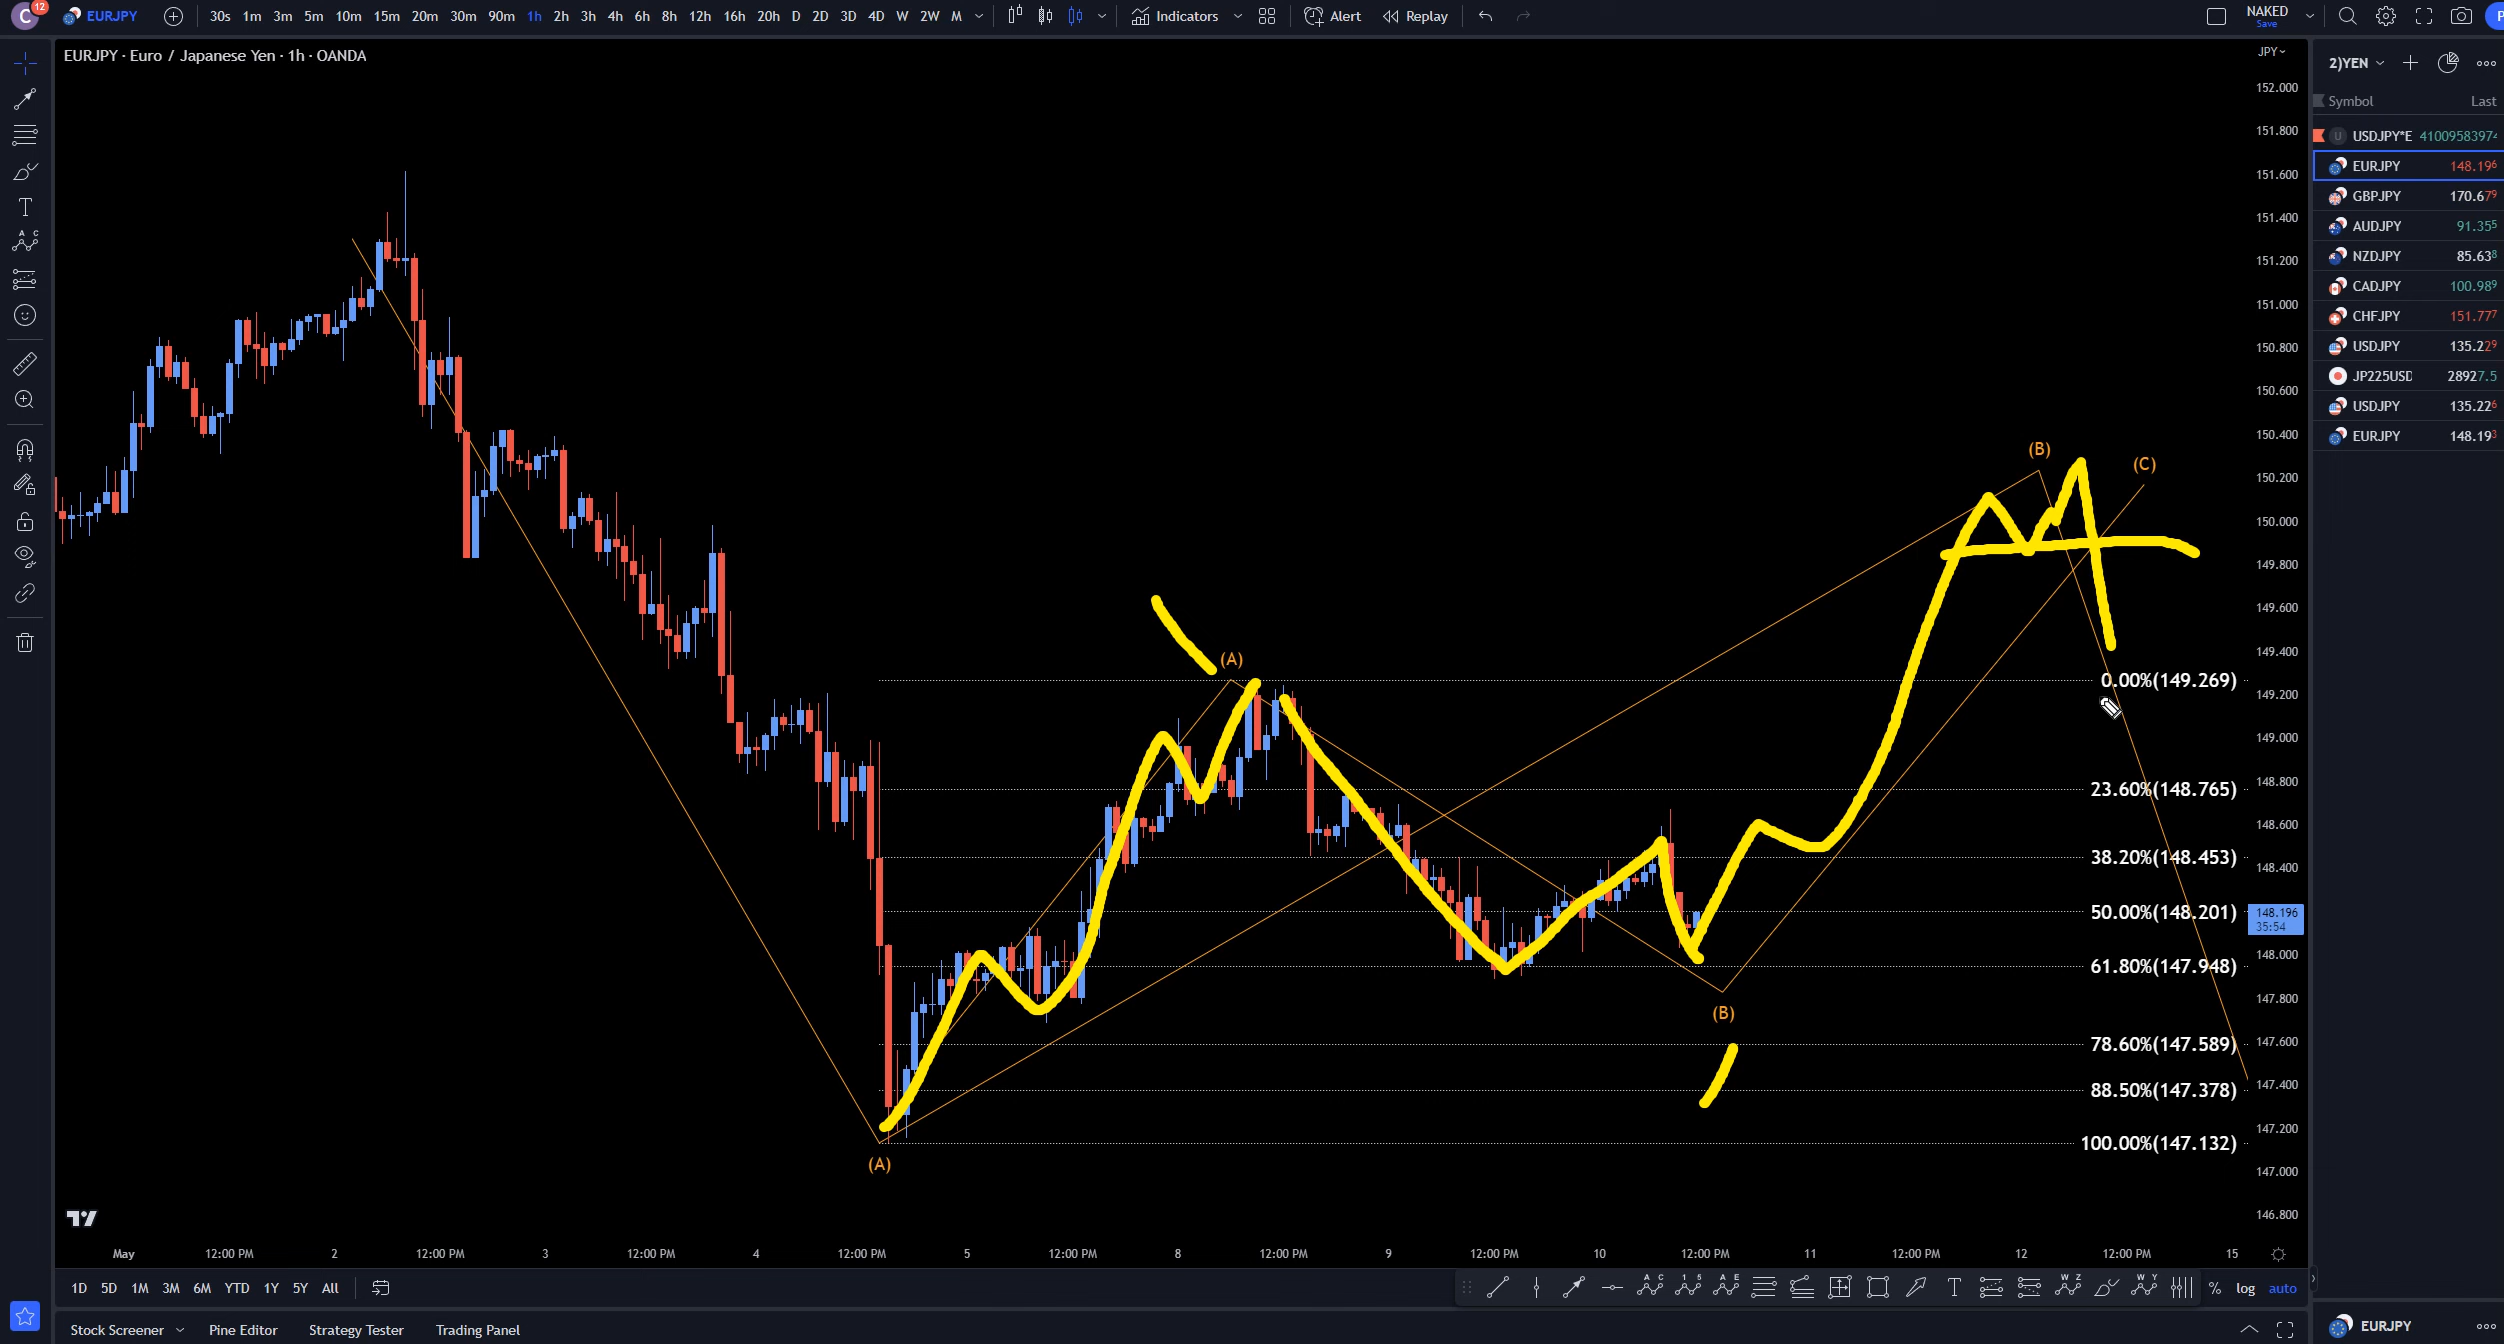 C 12 EURJPY 30s 1m 3m 5m 10m 15m 20m 30m 90m 1h 2h 3h 4h 6h 8h 12h 16h 20h D 2D 3D 4D W 2W M Indicators Alert Replay NAKED
Save
EURJPY · Euro / Japanese Yen · 1h · OANDA
JPY
2)YEN
Symbol Last
USDJPY*E 4100958397
EURJPY 148.196
GBPJPY 170.679
AUDJPY 91.355
NZDJPY 85.638
CADJPY 100.989
CHFJPY 151.777
USDJPY 135.229
JP225USD 28927.5
USDJPY 135.226
EURJPY 148.193
152.000
151.800
151.600
151.400
151.200
151.000
150.800
150.600
150.400
150.200
150.000
149.800
149.600
149.400
149.200
149.000
148.800
148.600
148.400
148.196
35:54
148.000
147.800
147.600
147.400
147.200
147.000
146.800
(B)
(C)
(A)
0.00%(149.269)
23.60%(148.765)
38.20%(148.453)
50.00%(148.201)
61.80%(147.948)
(B)
78.60%(147.589)
88.50%(147.378)
100.00%(147.132)
(A)
May 12:00 PM 2 12:00 PM 3 12:00 PM 4 12:00 PM 5 12:00 PM 8 12:00 PM 9 12:00 PM 10 12:00 PM 11 12:00 PM 12 12:00 PM 15
1D 5D 1M 3M 6M YTD 1Y 5Y All % log auto
Stock Screener Pine Editor Strategy Tester Trading Panel EURJPY